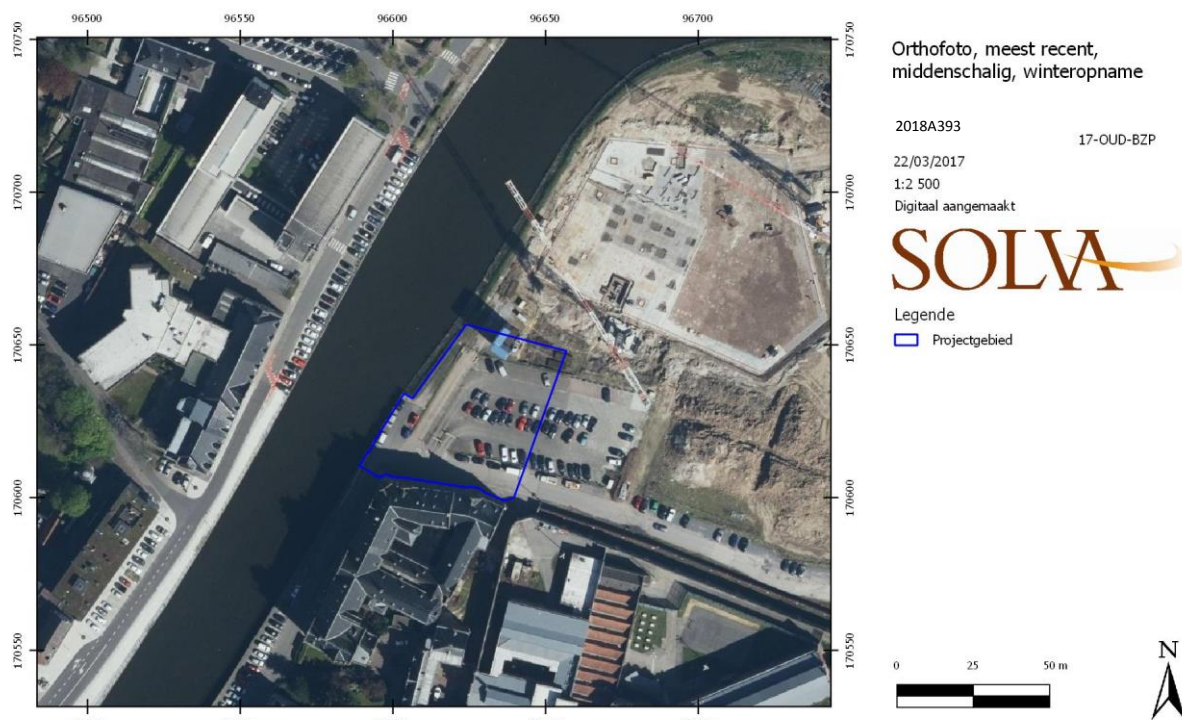 96500 96550 96600 96650 96700
170750 170750
170700 170700
170650 170650
170600 170600
170550 170550
Orthofoto, meest recent,
middenschalig, winteropname
2018A393
17-OUD-BZP
22/03/2017
1:2 500
Digitaal aangemaakt
SOLVA
Legende
Projectgebied
0 25 50 m
N